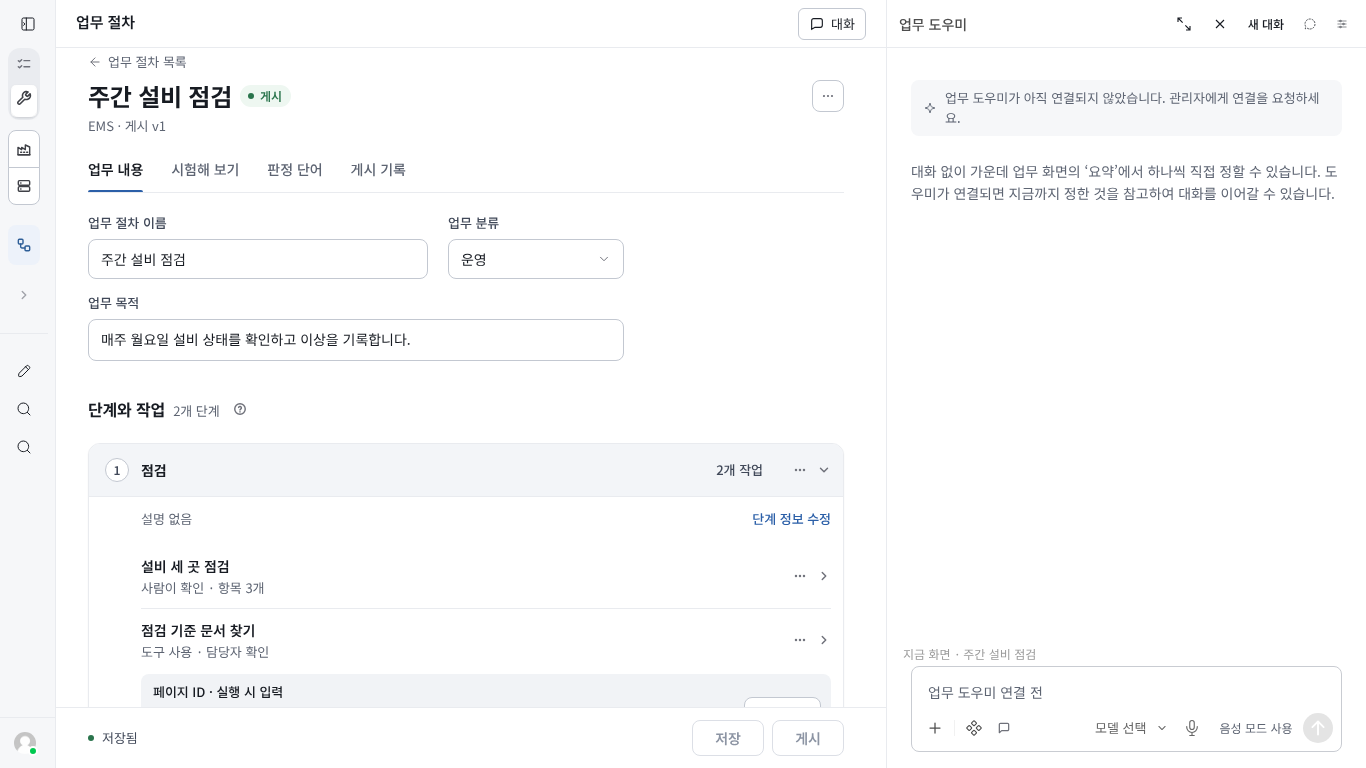 업무 절차
대화
업무 절차 목록
주간 설비 점검
게시
EMS · 게시 v1
업무 내용
시험해 보기
판정 단어
게시 기록
업무 절차 이름
업무 분류
주간 설비 점검
운영
업무 목적
매주 월요일 설비 상태를 확인하고 이상을 기록합니다.
단계와 작업 2개 단계
1 점검
2개 작업
설명 없음
단계 정보 수정
설비 세 곳 점검
사람이 확인 · 항목 3개
점검 기준 문서 찾기
도구 사용 · 담당자 확인
페이지 ID · 실행 시 입력
저장됨
저장
게시
업무 도우미
새 대화
업무 도우미가 아직 연결되지 않았습니다. 관리자에게 연결을 요청하세
요.
대화 없이 가운데 업무 화면의 ‘요약’에서 하나씩 직접 정할 수 있습니다. 도
우미가 연결되면 지금까지 정한 것을 참고하여 대화를 이어갈 수 있습니다.
지금 화면 · 주간 설비 점검
업무 도우미 연결 전
모델 선택
음성 모드 사용